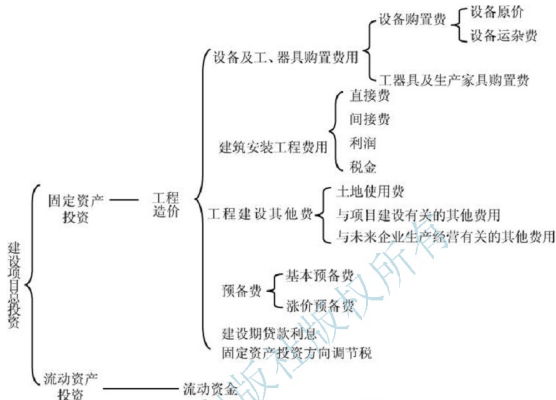 设备原价
设备购置费
设备运杂费
设备及工、器具购置费用
工器具及生产家具购置费
直接费
间接费
建筑安装工程费用
利润
税金
固定资产
投资
工程
造价
土地使用费
工程建设其他费
与项目建设有关的其他费用
与未来企业生产经营有关的其他费用
建设项目总投资
基本预备费
预备费
涨价预备费
建设期贷款利息
固定资产投资方向调节税
流动资产
投资
流动资金
版社版权所有